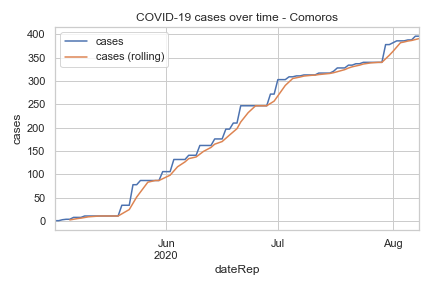 COVID-19 cases over time - Comoros
cases
cases (rolling)
400
350
300
250
200
150
100
50
0
cases
Jun
2020
Jul
Aug
dateRep